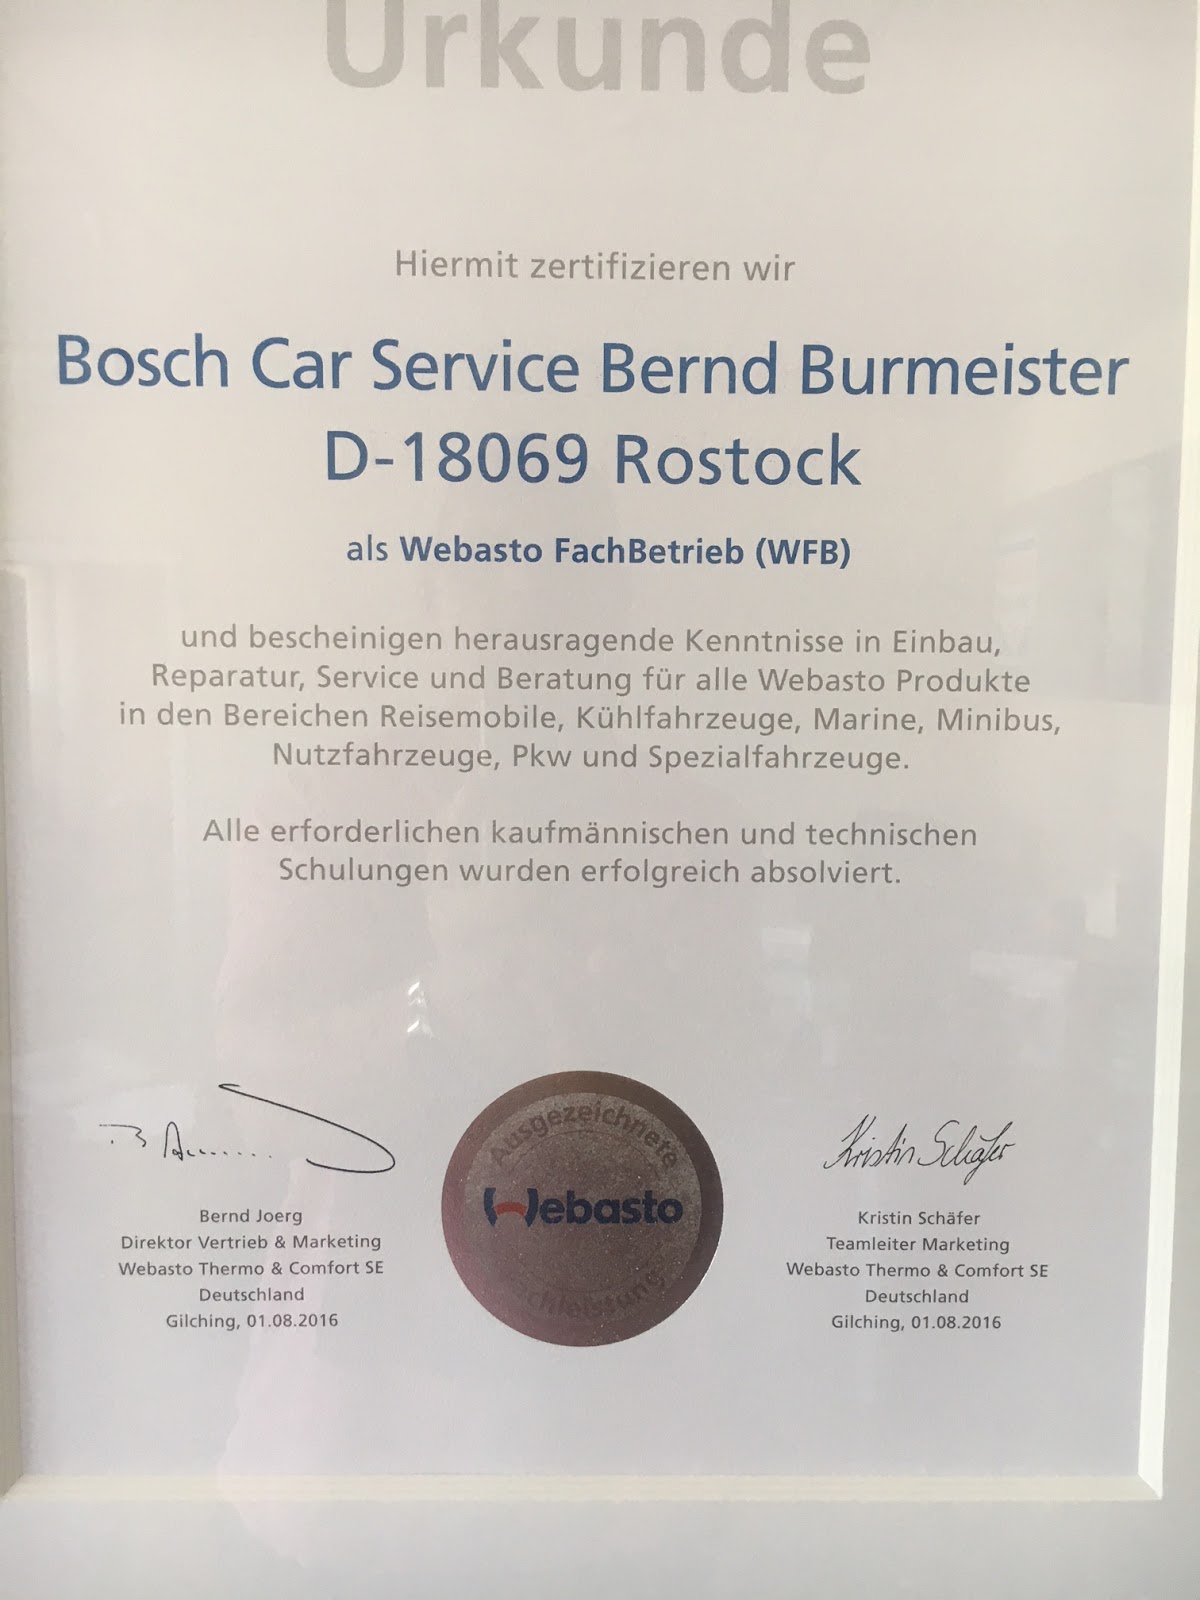 Urkunde
Hiermit zertifizieren wir
Bosch Car Service Bernd Burmeister
D-18069 Rostock
als Webasto FachBetrieb (WFB)
und bescheinigen herausragende Kenntnisse in Einbau,
Reparatur, Service und Beratung für alle Webasto Produkte
in den Bereichen Reisemobile, Kühlfahrzeuge, Marine, Minibus,
Nutzfahrzeuge, Pkw und Spezialfahrzeuge.
Alle erforderlichen kaufmännischen und technischen
Schulungen wurden erfolgreich absolviert.
Bernd Joerg
Direktor Vertrieb & Marketing
Webasto Thermo & Comfort SE
Deutschland
Gilching, 01.08.2016
Ausgezeichnete
Webasto
Fachleistung
Kristin Schäfer
Kristin Schäfer
Teamleiter Marketing
Webasto Thermo & Comfort SE
Deutschland
Gilching, 01.08.2016